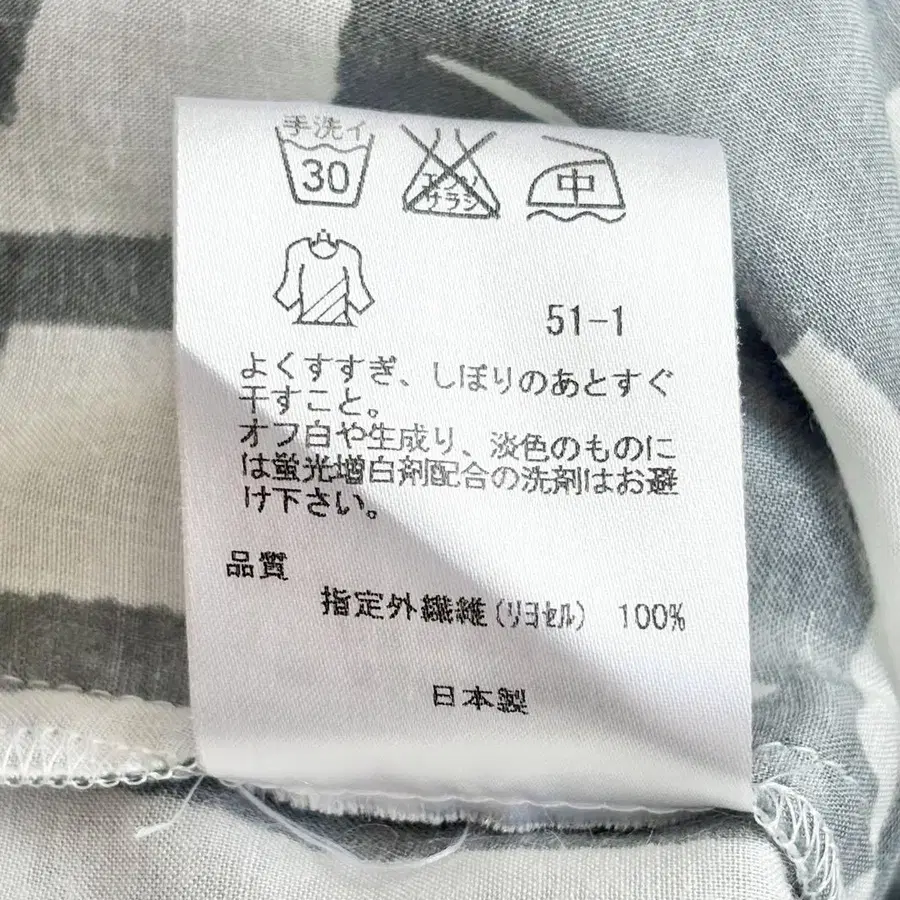 手洗イ
30
エンソ
サラシ
中
51-1
よくすすぎ、しぼりのあとすぐ
干すこと。
オフ白や生成り、淡色のものに
は蛍光増白剤配合の洗剤はお避
け下さい。
品質
指定外繊維(リヨセル) 100%
日本製